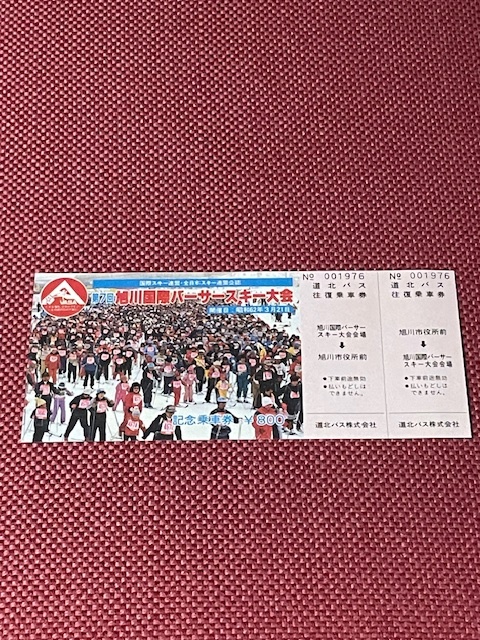 国際スキー連盟・全日本スキー連盟公認
第7回 旭川国際バーサースキー大会
開催日:昭和62年3月21日
記念乗車券 ¥800
№ 001976
道北バス
往復乗車券
旭川国際バーサー
スキー大会会場
↓
旭川市役所前
●下車前途無効
●払いもどしは
できません。
道北バス株式会社
№ 001976
道北バス
往復乗車券
旭川市役所前
↓
旭川国際バーサー
スキー大会会場
●下車前途無効
●払いもどしは
できません。
道北バス株式会社